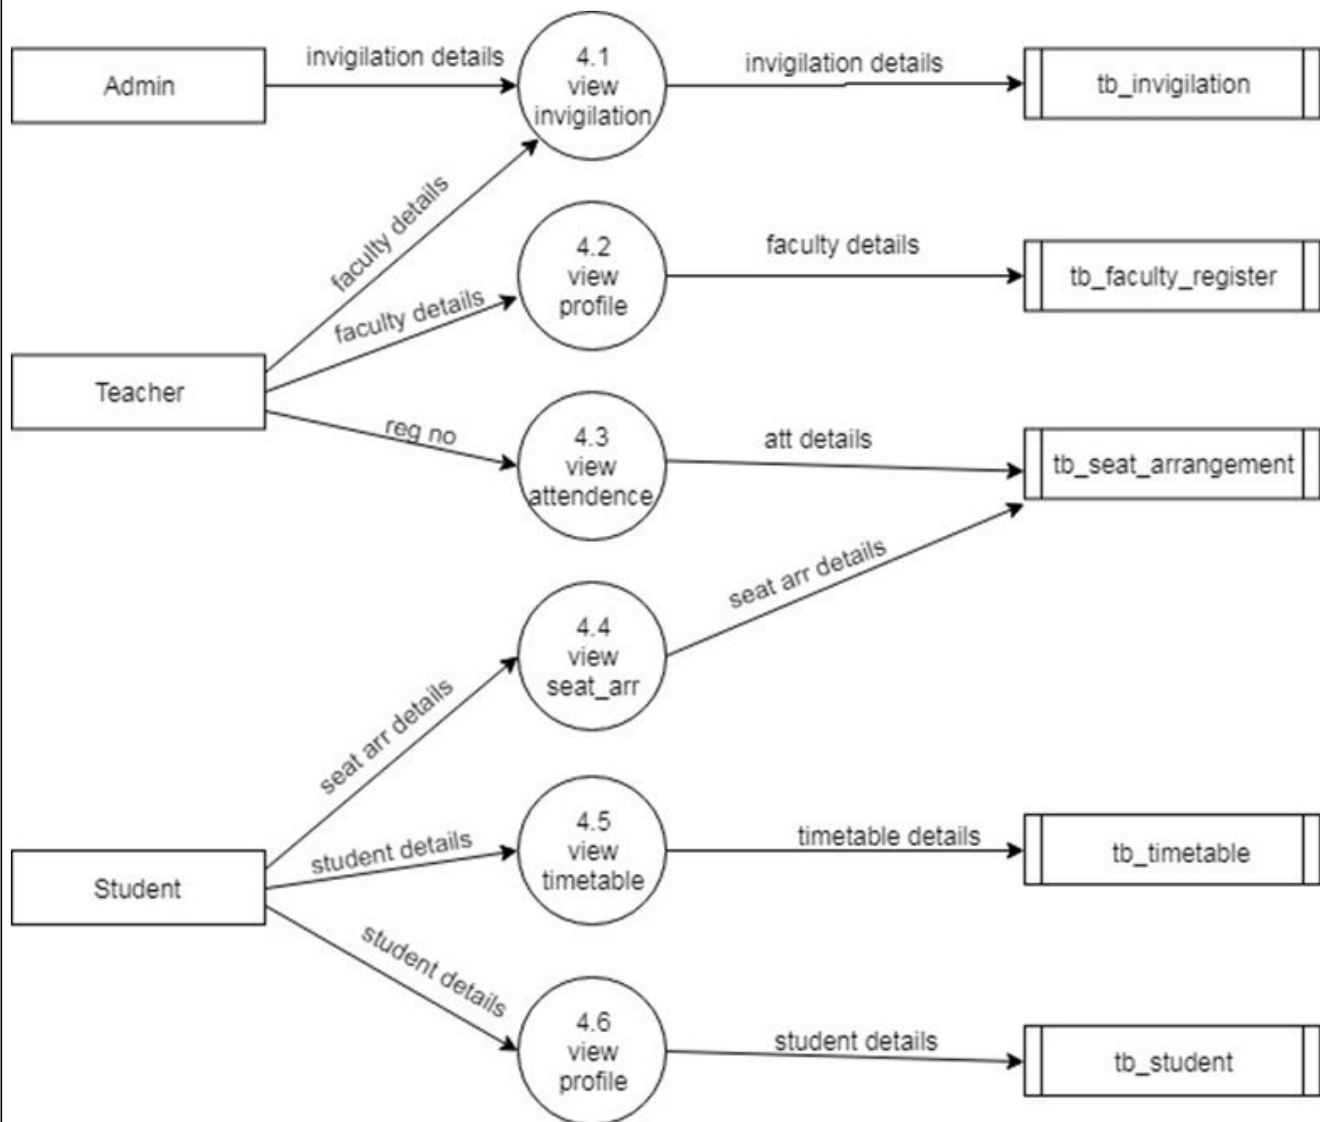 Admin
invigilation details
4.1
view
invigilation
invigilation details
tb_invigilation
faculty details
4.2
view
profile
faculty details
tb_faculty_register
faculty details
Teacher
reg no
4.3
view
attendence
att details
tb_seat_arrangement
seat arr details
4.4
view
seat_arr
seat arr details
Student
student details
4.5
view
timetable
timetable details
tb_timetable
student details
4.6
view
profile
student details
tb_student